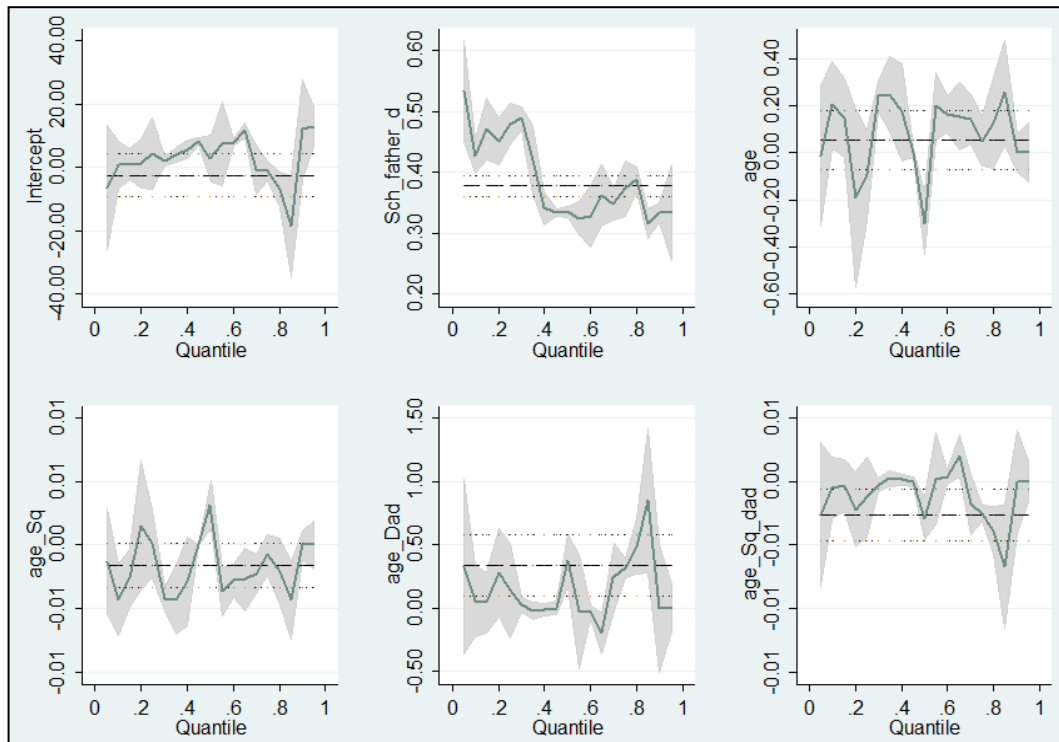 Intercept
40.00
20.00
0.00
-20.00
-40.00
0 .2 .4 .6 .8 1
Quantile
Sch_father_d
0.60
0.50
0.40
0.30
0.20
0 .2 .4 .6 .8 1
Quantile
age
0.40
0.20
0.00
-0.20
-0.40
-0.60
0 .2 .4 .6 .8 1
Quantile
age_Sq
0.01
0.01
0.00
-0.01
-0.01
0 .2 .4 .6 .8 1
Quantile
age_Dad
1.50
1.00
0.50
0.00
-0.50
0 .2 .4 .6 .8 1
Quantile
age_Sq_dad
0.01
0.00
-0.01
-0.01
-0.01
0 .2 .4 .6 .8 1
Quantile